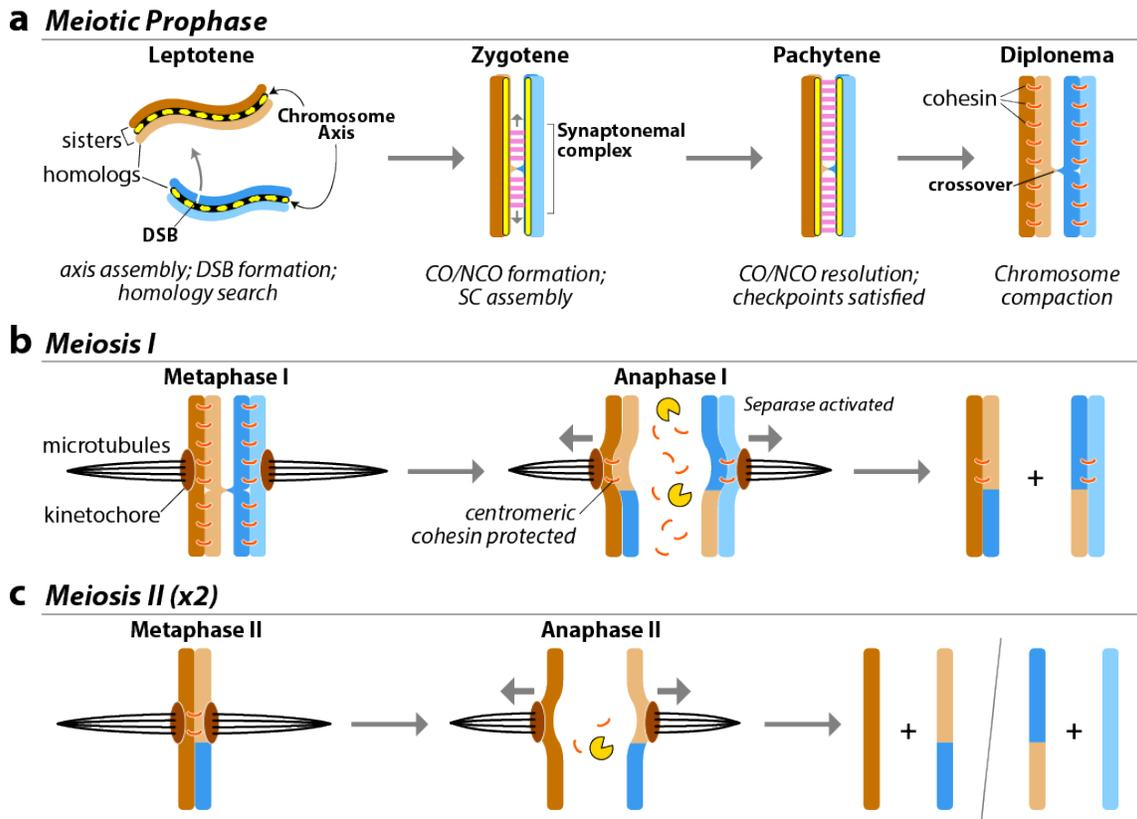 a Meiotic Prophase
Leptotene
Zygotene
Pachytene
Diplonema
sisters
homologs
Chromosome
Axis
DSB
Synaptonemal
complex
cohesin
crossover
axis assembly; DSB formation;
homology search
CO/NCO formation;
SC assembly
CO/NCO resolution;
checkpoints satisfied
Chromosome
compaction
b Meiosis I
Metaphase I
Anaphase I
Separase activated
microtubules
kinetochore
centromeric
cohesin protected
+
c Meiosis II (x2)
Metaphase II
Anaphase II
+
+